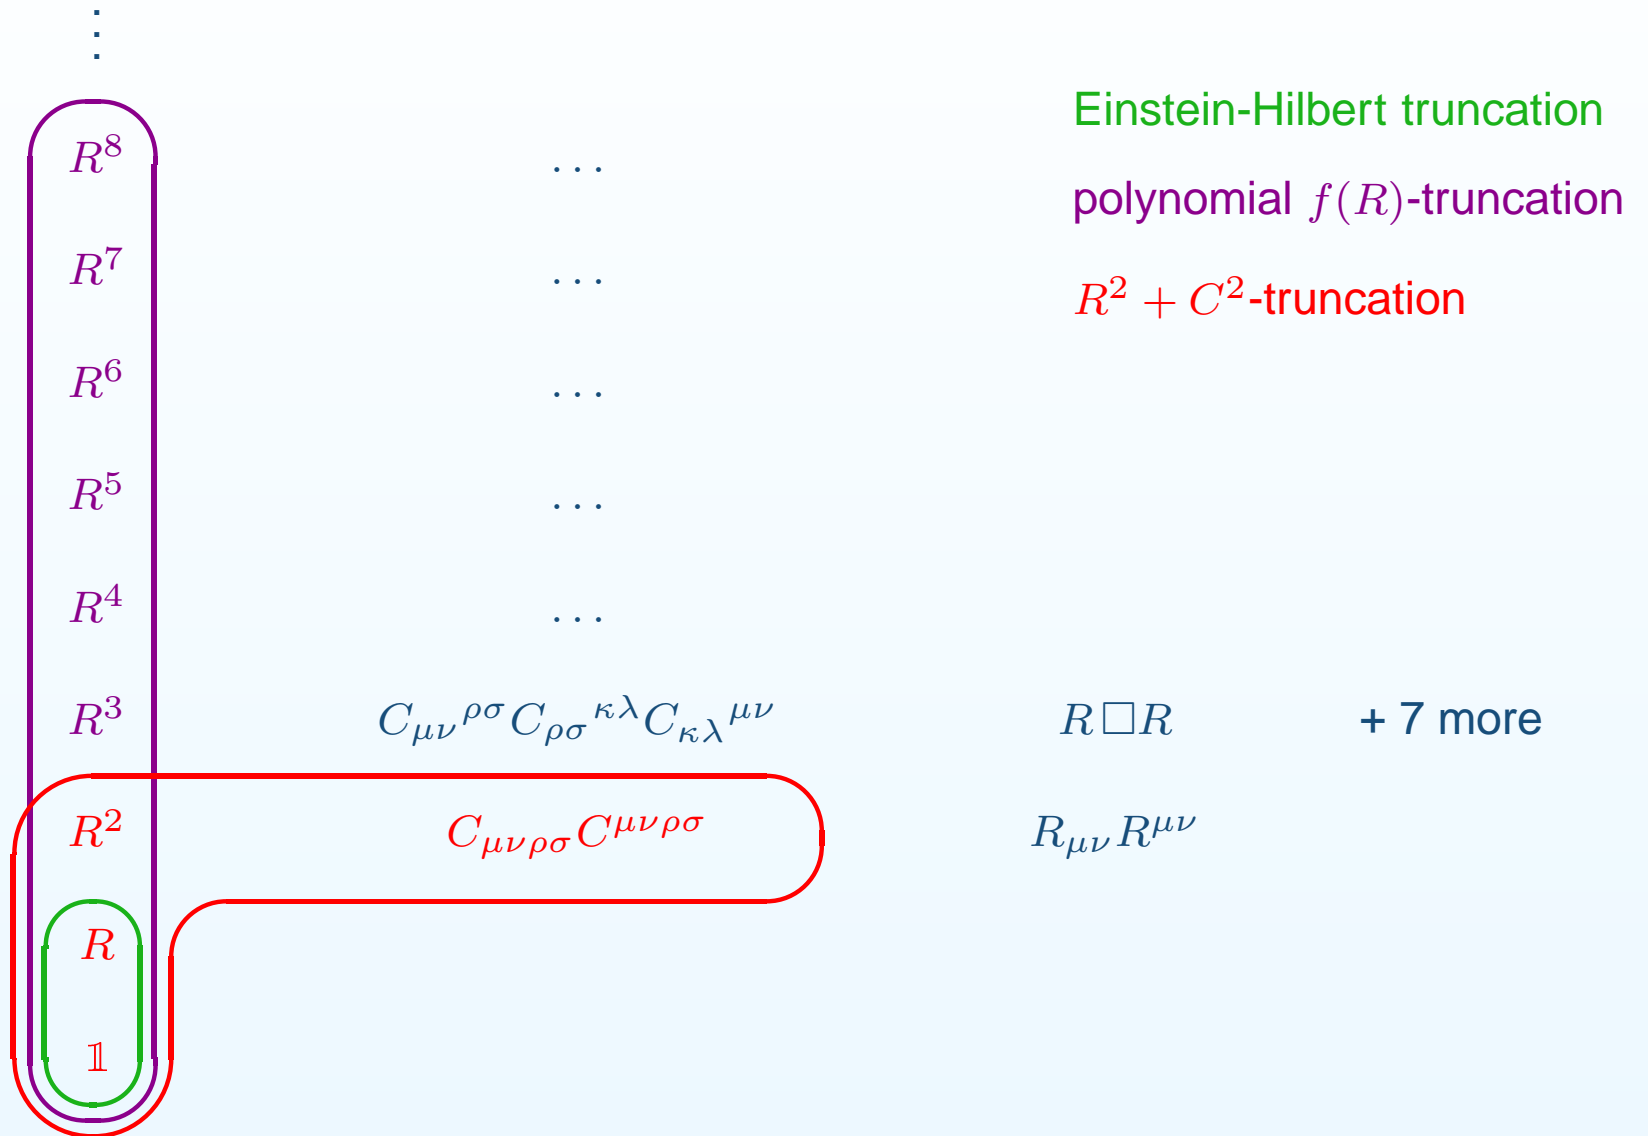 ⋮
Einstein-Hilbert truncation
R^8 ...
polynomial f(R)-truncation
R^7 ...
R^2 + C^2-truncation
R^6 ...
R^5 ...
R^4 ...
R^3 C_{μν}^{ρσ} C_{ρσ}^{κλ} C_{κλ}^{μν} R□R + 7 more
R^2 C_{μνρσ} C^{μνρσ} R_{μν} R^{μν}
R
𝟙